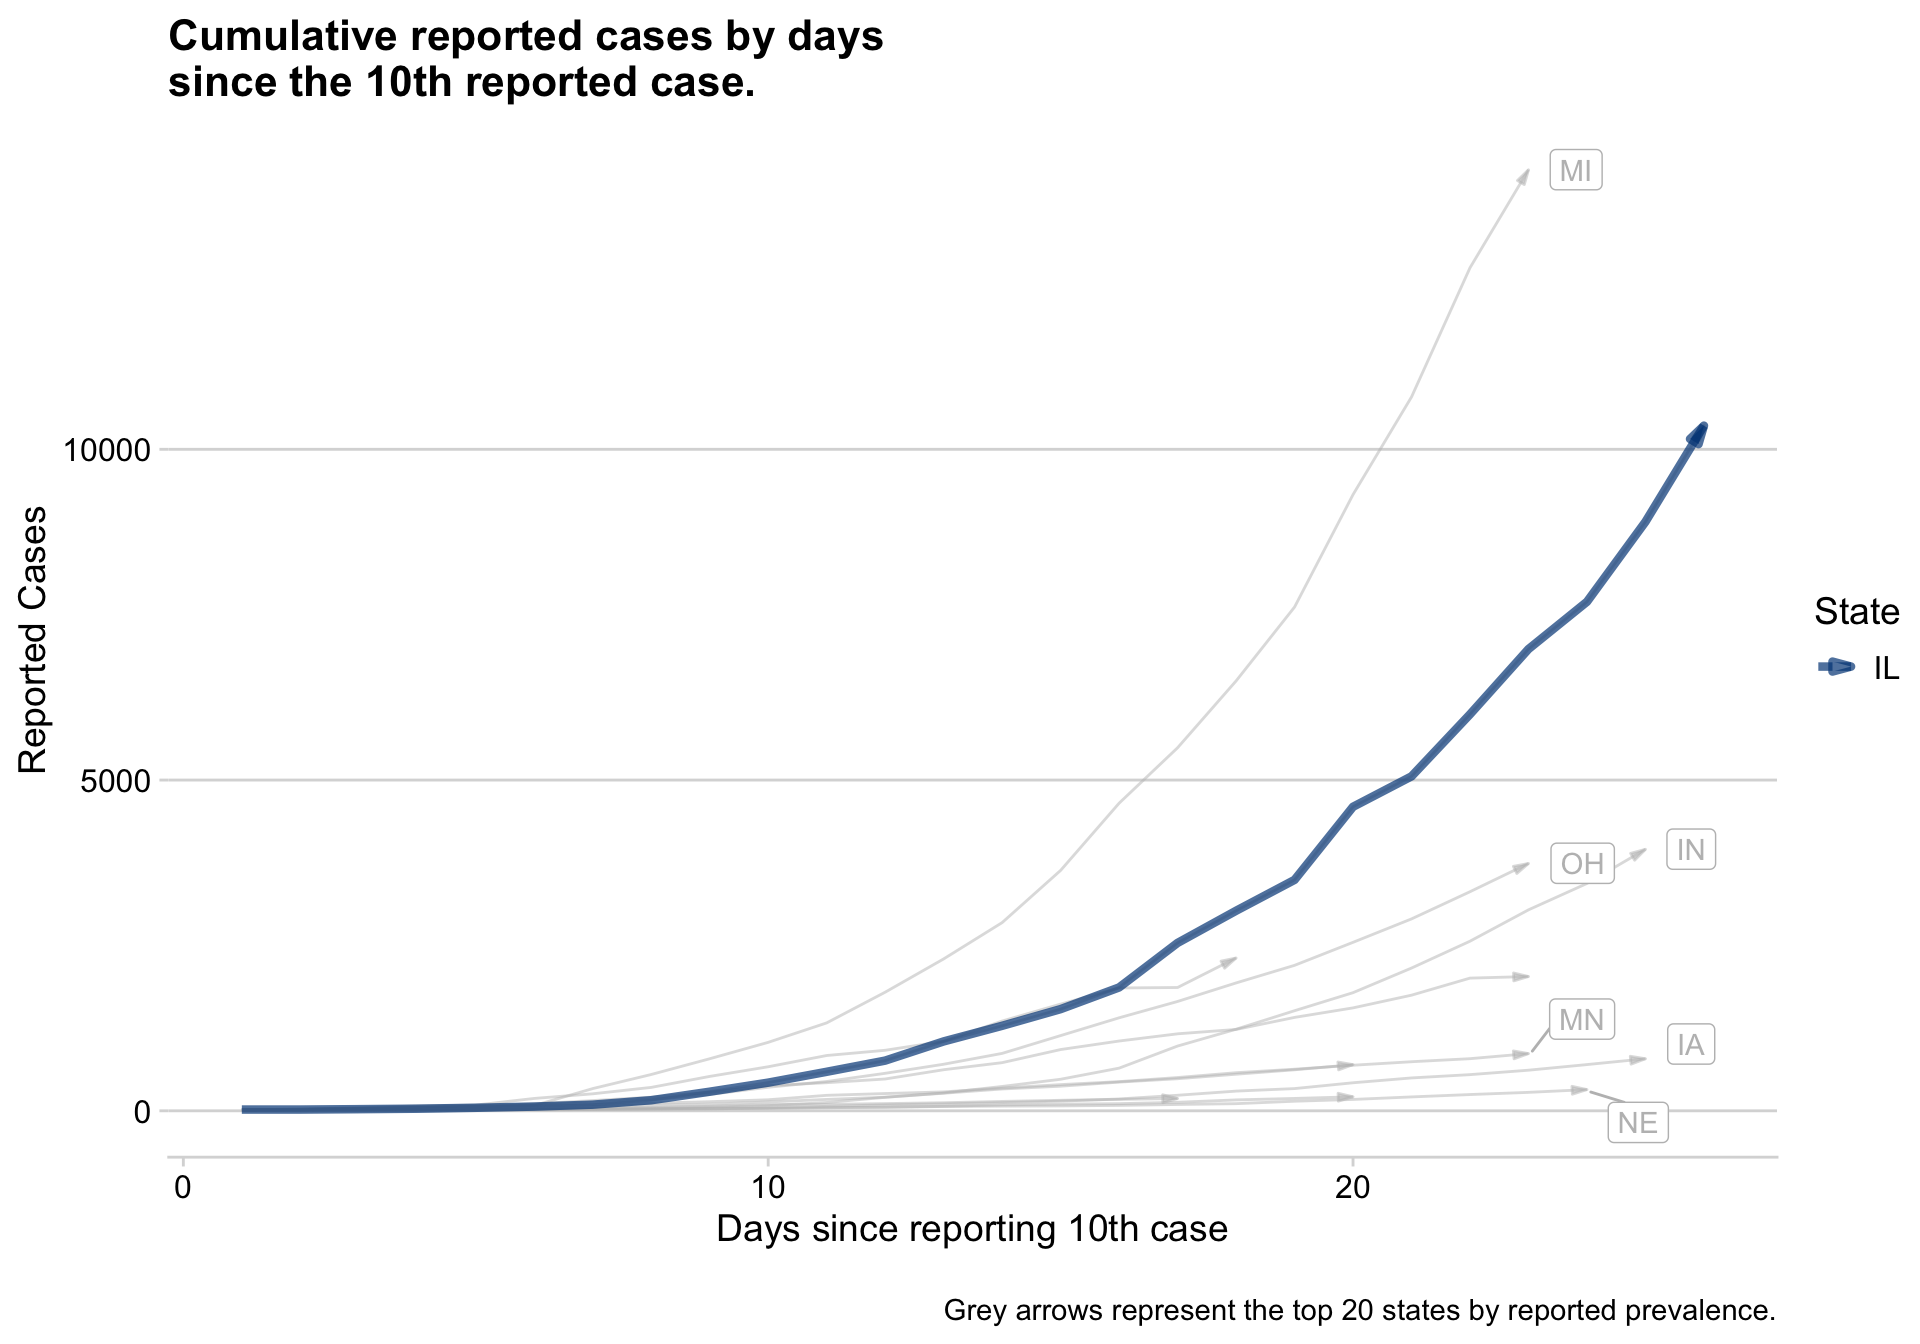 Cumulative reported cases by days
since the 10th reported case.
MI
10000
Reported Cases
State
IL
5000
OH
IN
MN
IA
0
NE
0
10
20
Days since reporting 10th case
Grey arrows represent the top 20 states by reported prevalence.